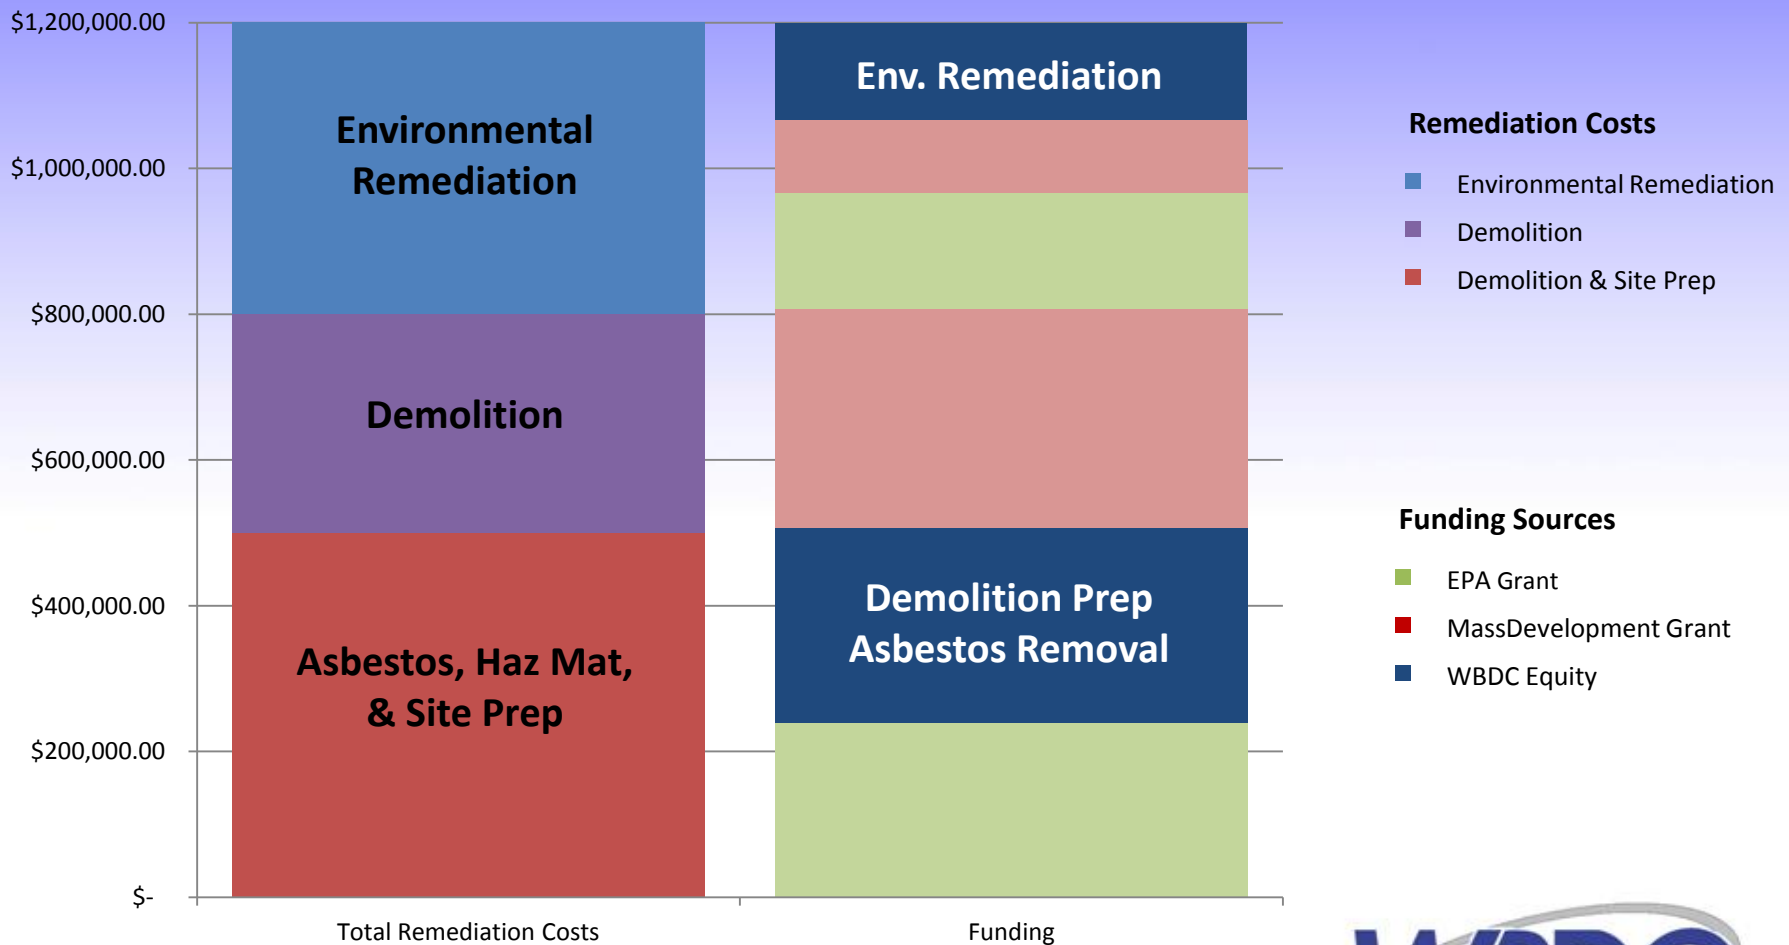 $1,200,000.00
$1,000,000.00
$800,000.00
$600,000.00
$400,000.00
$200,000.00
$-
Environmental
Remediation
Demolition
Asbestos, Haz Mat,
& Site Prep
Env. Remediation
Demolition Prep
Asbestos Removal
Total Remediation Costs
Funding
Remediation Costs
Environmental Remediation
Demolition
Demolition & Site Prep
Funding Sources
EPA Grant
MassDevelopment Grant
WBDC Equity
WBDC